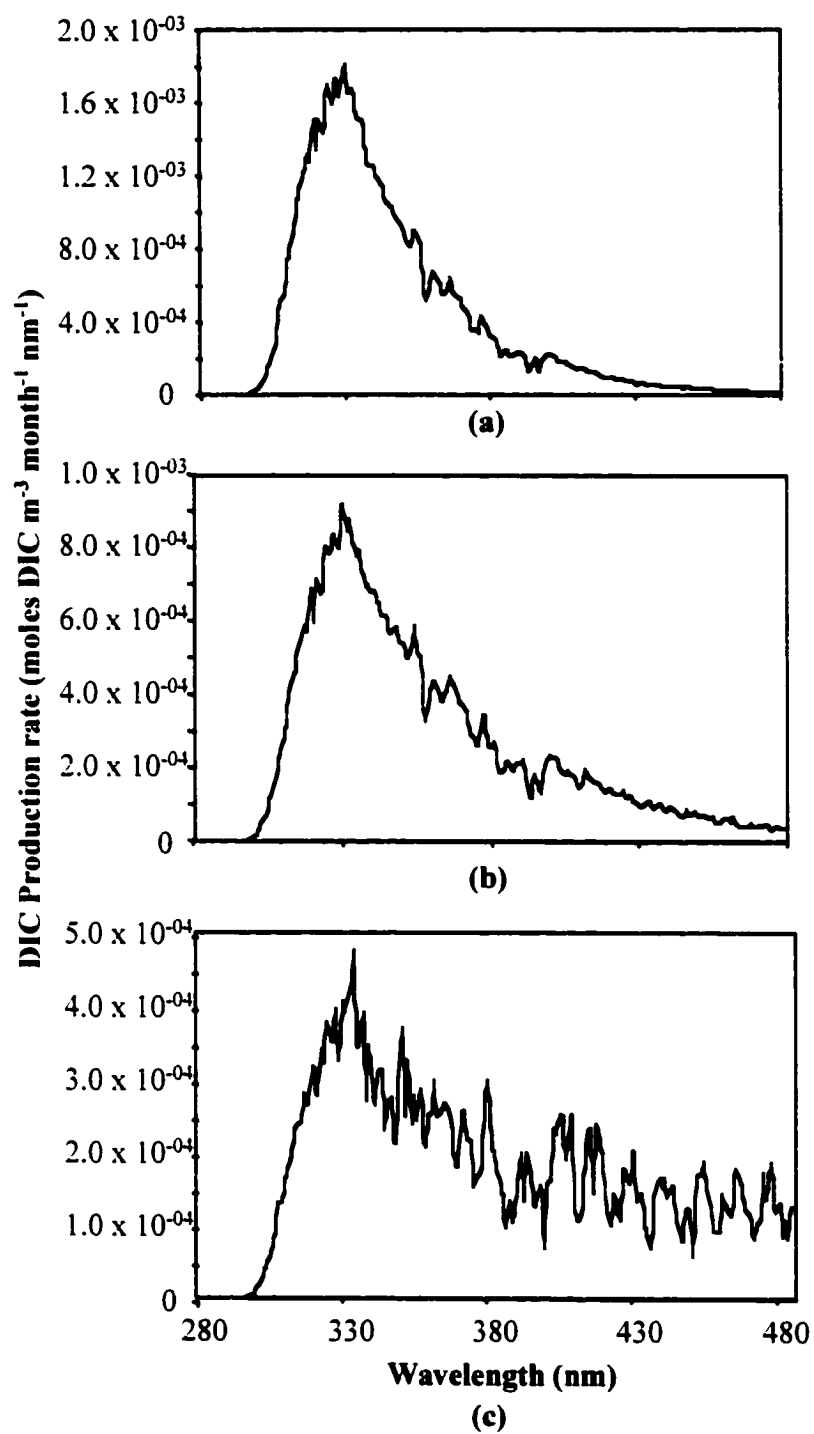 DIC Production rate (moles DIC m⁻³ month⁻¹ nm⁻¹)
2.0 x 10⁻⁰³
1.6 x 10⁻⁰³
1.2 x 10⁻⁰³
8.0 x 10⁻⁰⁴
4.0 x 10⁻⁰⁴
0
(a)
1.0 x 10⁻⁰³
8.0 x 10⁻⁰⁴
6.0 x 10⁻⁰⁴
4.0 x 10⁻⁰⁴
2.0 x 10⁻⁰⁴
0
(b)
5.0 x 10⁻⁰⁴
4.0 x 10⁻⁰⁴
3.0 x 10⁻⁰⁴
2.0 x 10⁻⁰⁴
1.0 x 10⁻⁰⁴
0
280 330 380 430 480
Wavelength (nm)
(c)